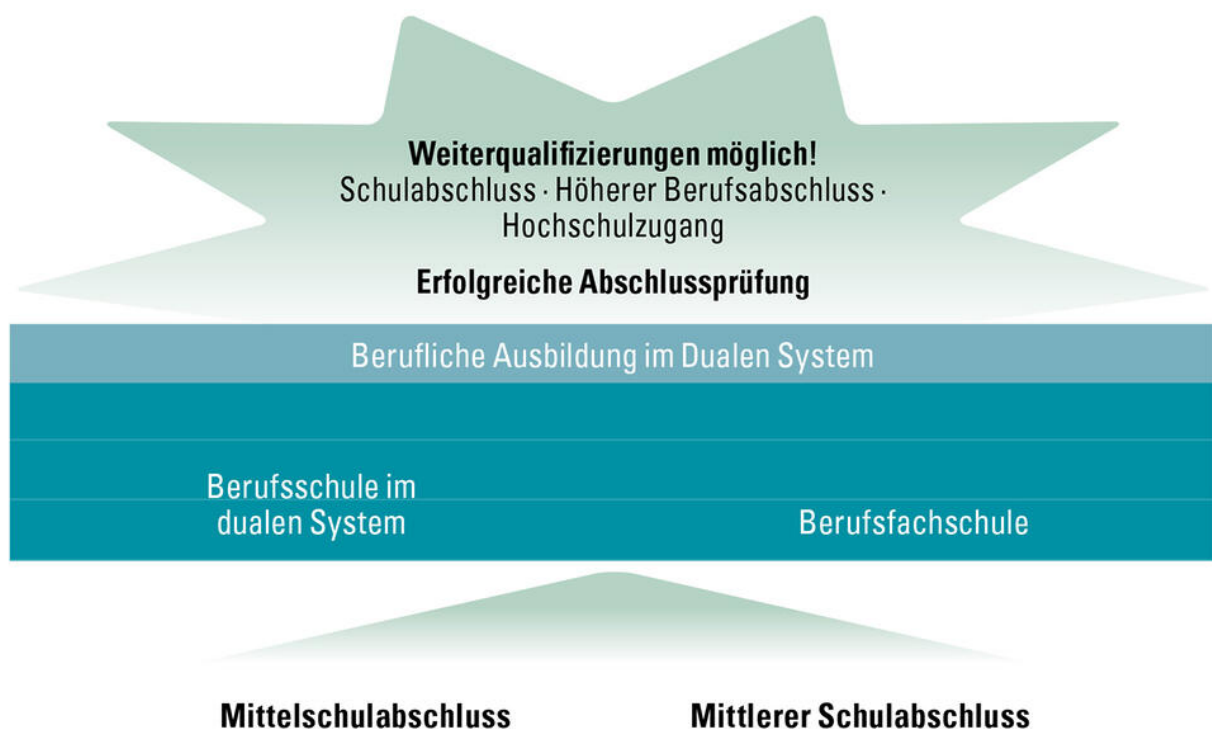 Weiterqualifizierungen möglich!
Schulabschluss · Höherer Berufsabschluss ·
Hochschulzugang
Erfolgreiche Abschlussprüfung
Berufliche Ausbildung im Dualen System
Berufsschule im
dualen System
Berufsfachschule
Mittelschulabschluss
Mittlerer Schulabschluss